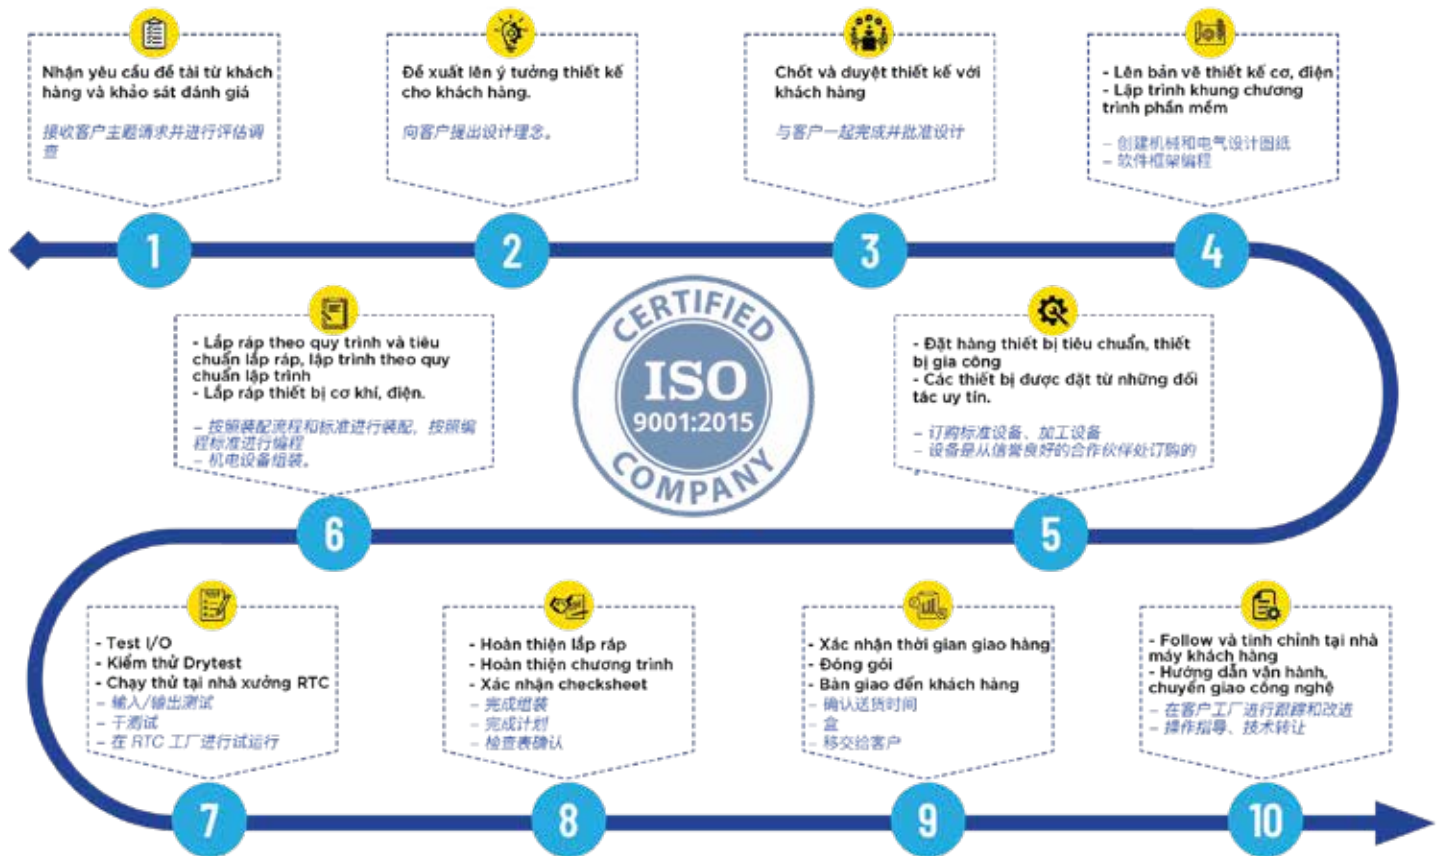 Nhận yêu cầu đề tài từ khách
hàng và khảo sát đánh giá
接收客户主题请求并进行评估调
查
1
Đề xuất lên ý tưởng thiết kế
cho khách hàng.
向客户提出设计理念。
2
Chốt và duyệt thiết kế với
khách hàng
与客户一起完成并批准设计
3
- Lên bản vẽ thiết kế cơ, điện
- Lập trình khung chương
trình phần mềm
– 创建机械和电气设计图纸
– 软件框架编程
4
- Đặt hàng thiết bị tiêu chuẩn, thiết
bị gia công
- Các thiết bị được đặt từ những đối
tác uy tín.
– 订购标准设备、加工设备
– 设备是从信誉良好的合作伙伴处订购的
。
5
CERTIFIED
ISO
9001:2015
COMPANY
- Lắp ráp theo quy trình và tiêu
chuẩn lắp ráp, lập trình theo quy
chuẩn lập trình
- Lắp ráp thiết bị cơ khí, điện.
– 按照装配流程和标准进行装配，按照编
程标准进行编程
– 机电设备组装。
6
- Test I/O
- Kiểm thử Drytest
- Chạy thử tại nhà xưởng RTC
– 输入/输出测试
– 干测试
– 在 RTC 工厂进行试运行
7
- Hoàn thiện lắp ráp
- Hoàn thiện chương trình
- Xác nhận checksheet
– 完成组装
– 完成计划
– 检查表确认
8
- Xác nhận thời gian giao hàng
- Đóng gói
- Bàn giao đến khách hàng
– 确认送货时间
– 盒
– 移交给客户
9
- Follow và tinh chỉnh tại nhà
máy khách hàng
- Hướng dẫn vận hành,
chuyển giao công nghệ
– 在客户工厂进行跟踪和改进
– 操作指导、技术转让
10